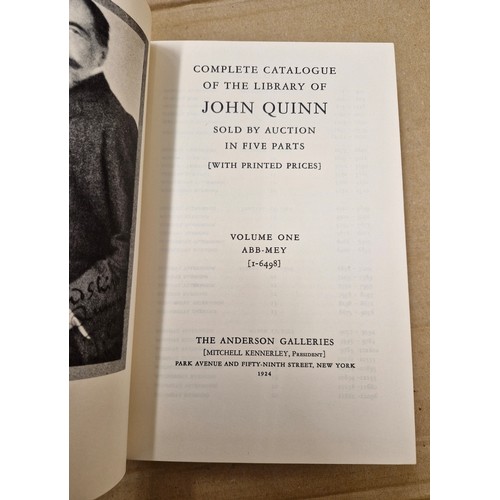 COMPLETE CATALOGUE
OF THE LIBRARY OF
JOHN QUINN
SOLD BY AUCTION
IN FIVE PARTS
[WITH PRINTED PRICES]
VOLUME ONE
ABB-MEY
[1-6498]
THE ANDERSON GALLERIES
[MITCHELL KENNERLEY, PRESIDENT]
PARK AVENUE AND FIFTY-NINTH STREET, NEW YORK
1924